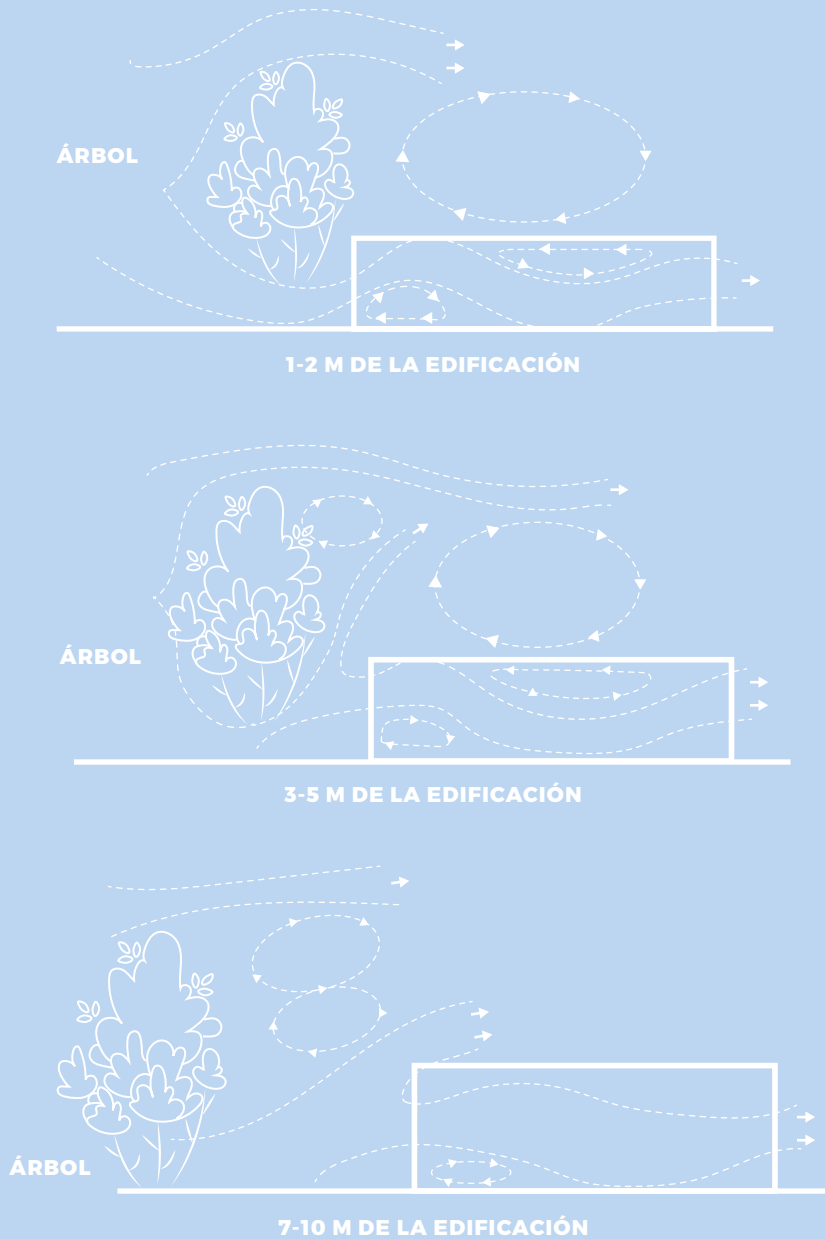 ÁRBOL
1-2 M DE LA EDIFICACIÓN
ÁRBOL
3-5 M DE LA EDIFICACIÓN
ÁRBOL
7-10 M DE LA EDIFICACIÓN